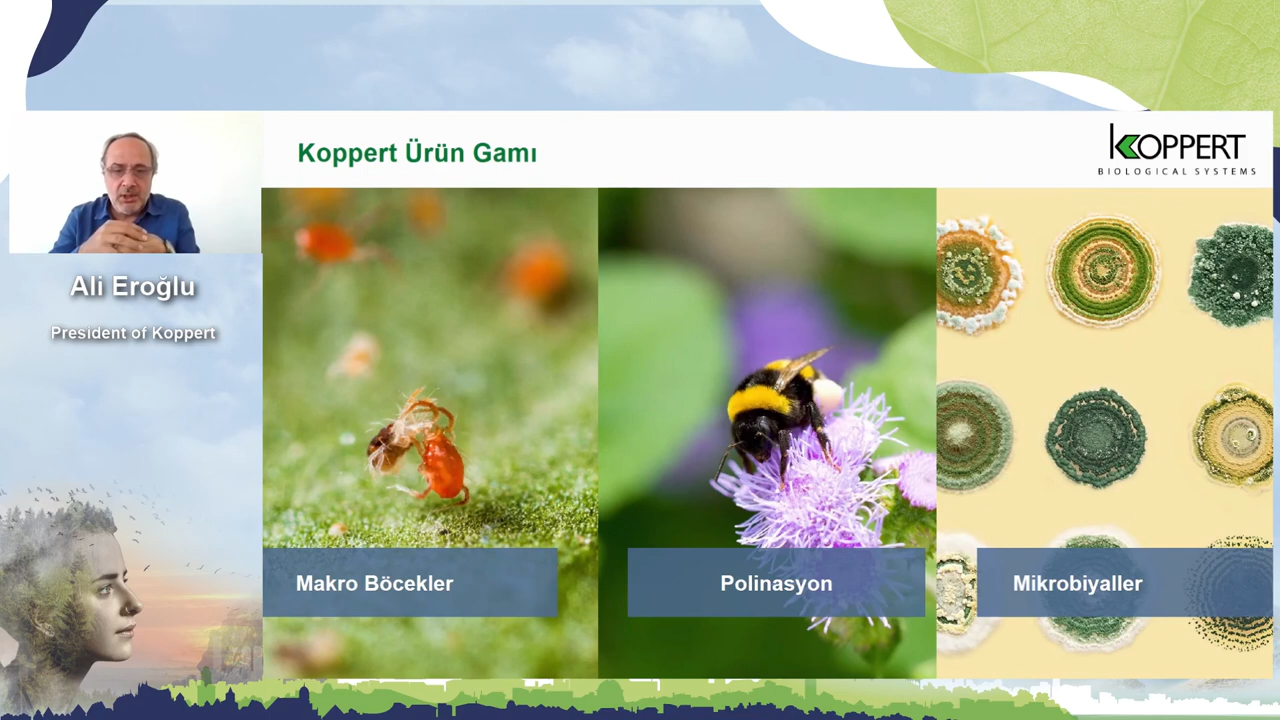 Koppert Ürün Gamı
KOPPERT
BIOLOGICAL SYSTEMS
Ali Eroğlu
President of Koppert
Makro Böcekler
Polinasyon
Mikrobiyaller